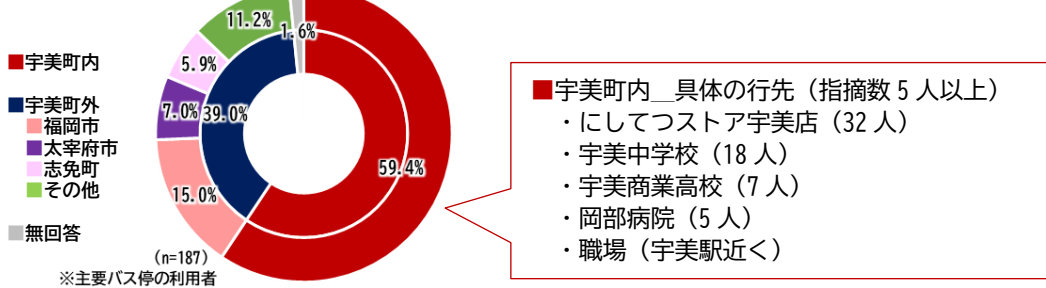 ■宇美町内
■宇美町外
■福岡市
■太宰府市
■志免町
■その他
■無回答
11.2%
1.6%
5.9%
7.0%
39.0%
59.4%
15.0%
(n=187)
※主要バス停の利用者
■宇美町内__具体の行先（指摘数 5 人以上）
・にしてつストア宇美店（32 人）
・宇美中学校（18 人）
・宇美商業高校（7 人）
・岡部病院（5 人）
・職場（宇美駅近く）